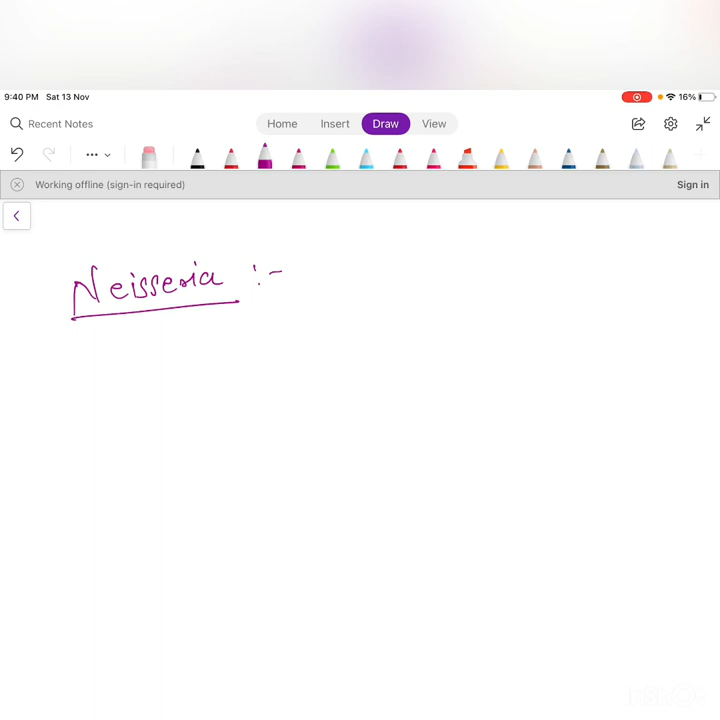 9:40 PM Sat 13 Nov 16%
Recent Notes Home Insert Draw View
Working offline (sign-in required) Sign in
Neisseria :-